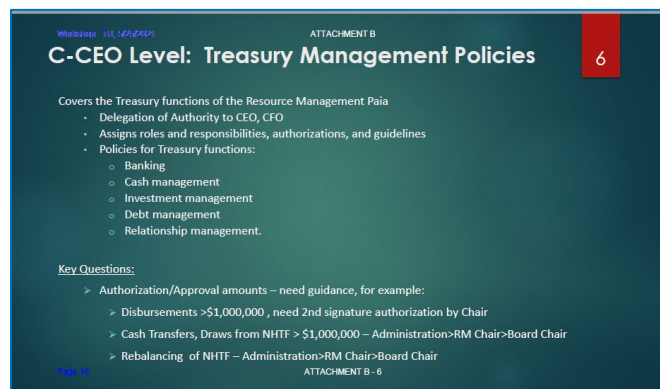 ATTACHMENT B
C-CEO Level: Treasury Management Policies
6
Covers the Treasury functions of the Resource Management Paia
• Delegation of Authority to CEO, CFO
• Assigns roles and responsibilities, authorizations, and guidelines
• Policies for Treasury functions:
o Banking
o Cash management
o Investment management
o Debt management
o Relationship management.
Key Questions:
➢ Authorization/Approval amounts – need guidance, for example:
➢ Disbursements >$1,000,000 , need 2nd signature authorization by Chair
➢ Cash Transfers, Draws from NHTF > $1,000,000 – Administration>RM Chair>Board Chair
➢ Rebalancing of NHTF – Administration>RM Chair>Board Chair
Page 16
ATTACHMENT B - 6